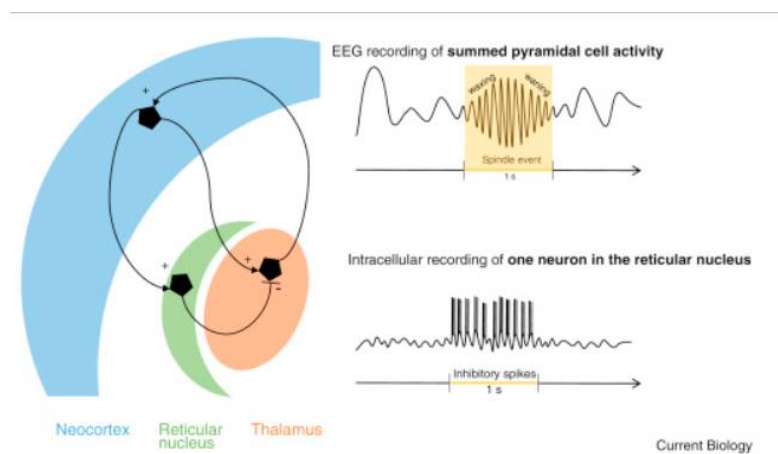 EEG recording of summed pyramidal cell activity
+
waxing
waning
Spindle event
1 s
+
+
-
Intracellular recording of one neuron in the reticular nucleus
Inhibitory spikes
1 s
Neocortex
Reticular
nucleus
Thalamus
Current Biology